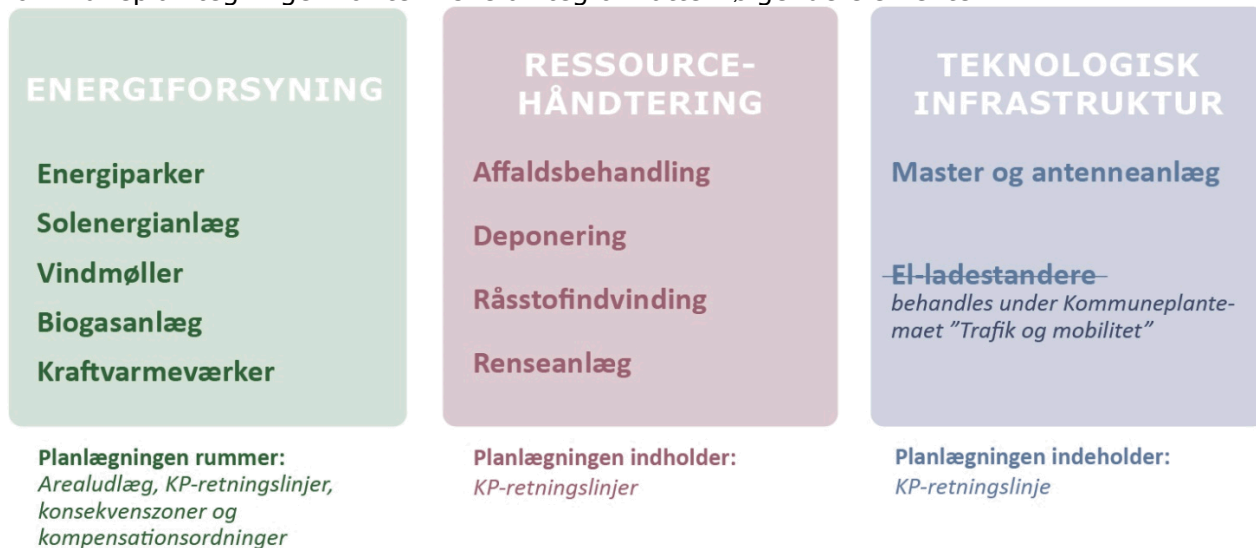 ENERGIFORSYNING
Energiparker
Solenergianlæg
Vindmøller
Biogasanlæg
Kraftvarmeværker
Planlægningen rummer:
Arealudlæg, KP-retningslinjer,
konsekvenszoner og
kompensationsordninger
RESSOURCE-
HÅNDTERING
Affaldsbehandling
Deponering
Råsstofindvinding
Renseanlæg
Planlægningen indholder:
KP-retningslinjer
TEKNOLOGISK
INFRASTRUKTUR
Master og antenneanlæg
El-ladestandere
behandles under Kommuneplante-
maet ”Trafik og mobilitet”
Planlægningen indeholder:
KP-retningslinje